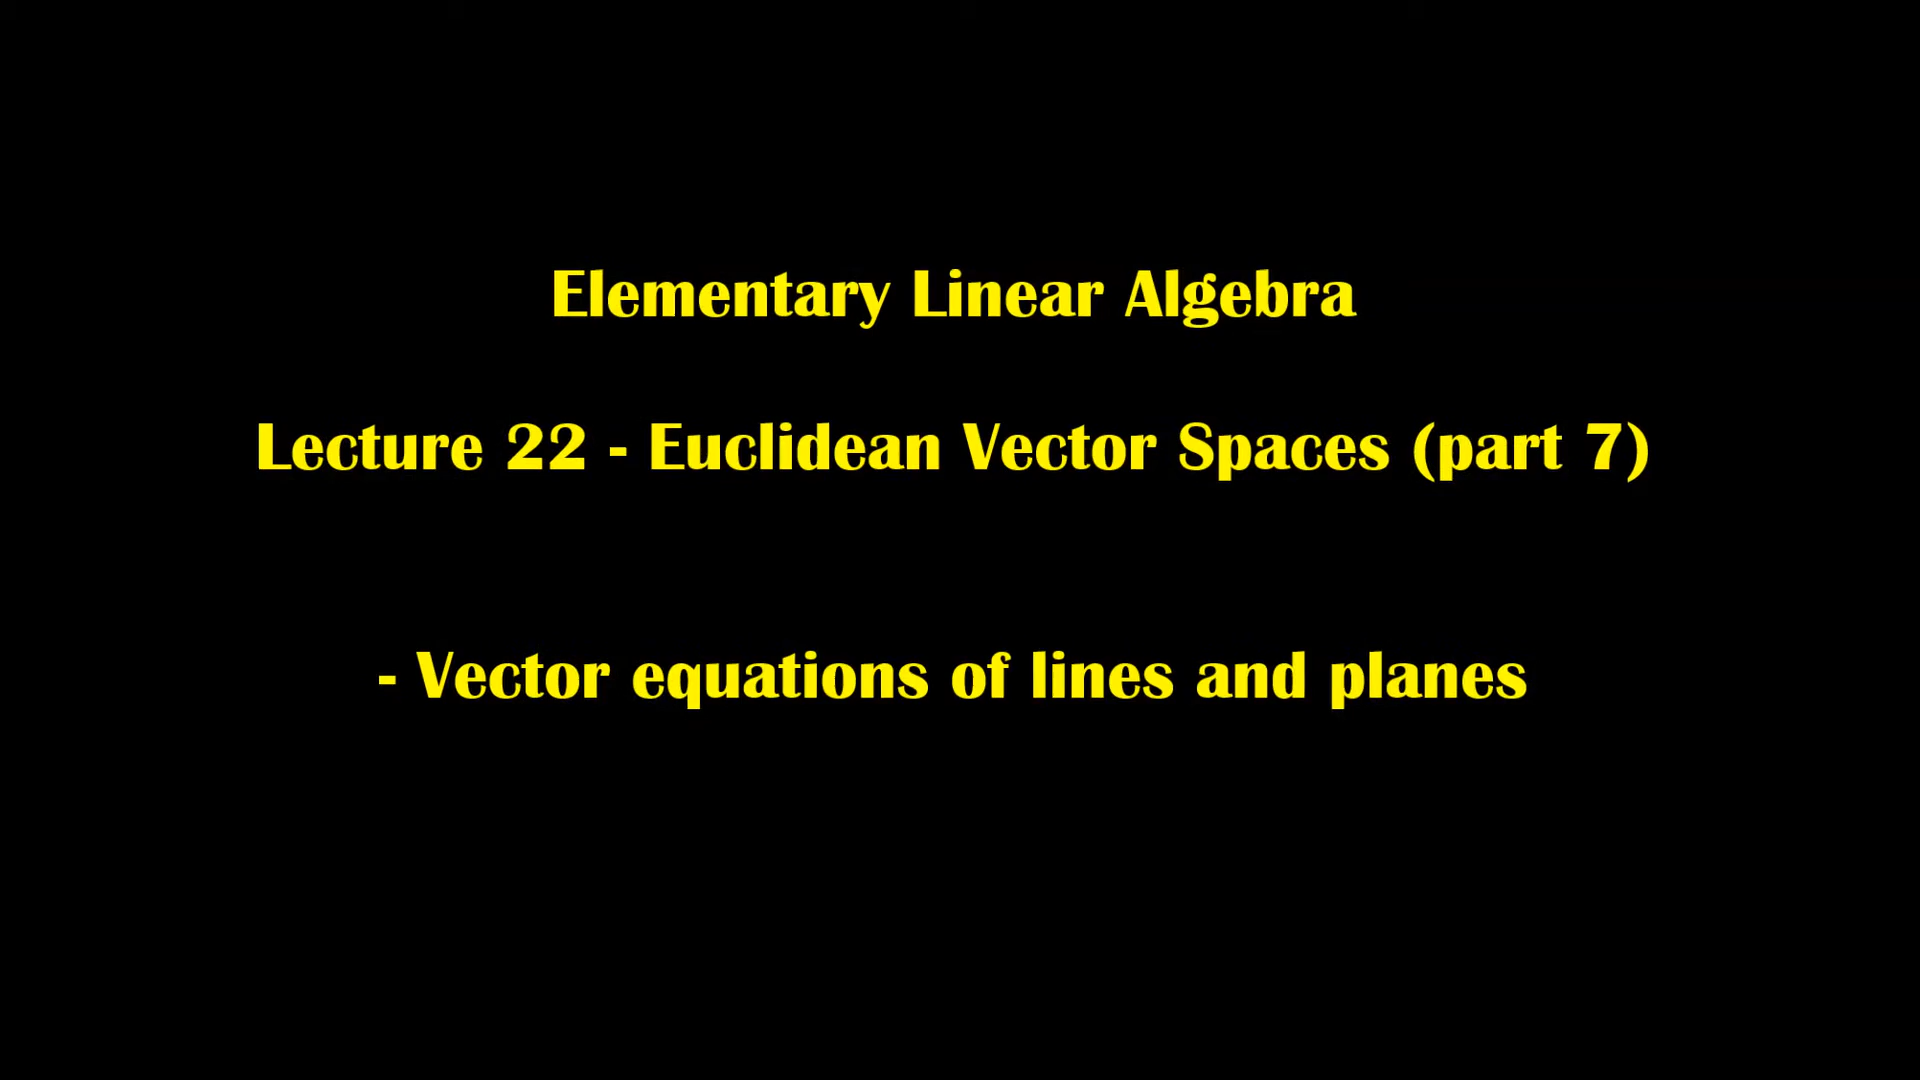 Elementary Linear Algebra
Lecture 22 - Euclidean Vector Spaces (part 7)
- Vector equations of lines and planes